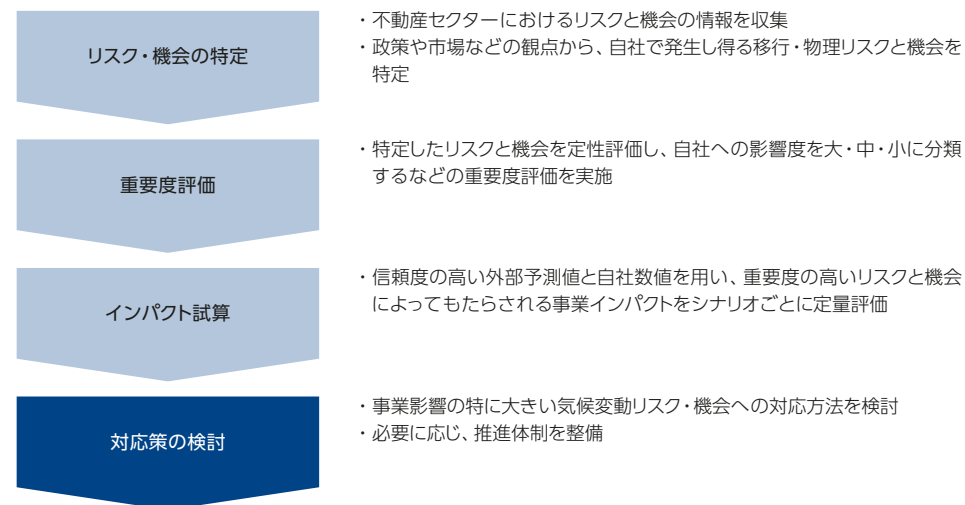 リスク・機会の特定
・不動産セクターにおけるリスクと機会の情報を収集
・政策や市場などの観点から、自社で発生し得る移行・物理リスクと機会を
特定
重要度評価
・特定したリスクと機会を定性評価し、自社への影響度を大・中・小に分類
するなどの重要度評価を実施
インパクト試算
・信頼度の高い外部予測値と自社数値を用い、重要度の高いリスクと機会
によってもたらされる事業インパクトをシナリオごとに定量評価
対応策の検討
・事業影響の特に大きい気候変動リスク・機会への対応方法を検討
・必要に応じ、推進体制を整備